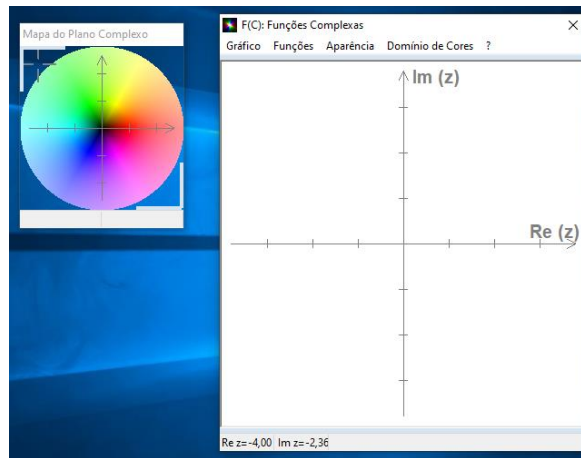 Mapa do Plano Complexo
F(C): Funções Complexas
Gráfico Funções Aparência Domínio de Cores ?
Im (z)
Re (z)
Re z=-4,00 Im z=-2,36